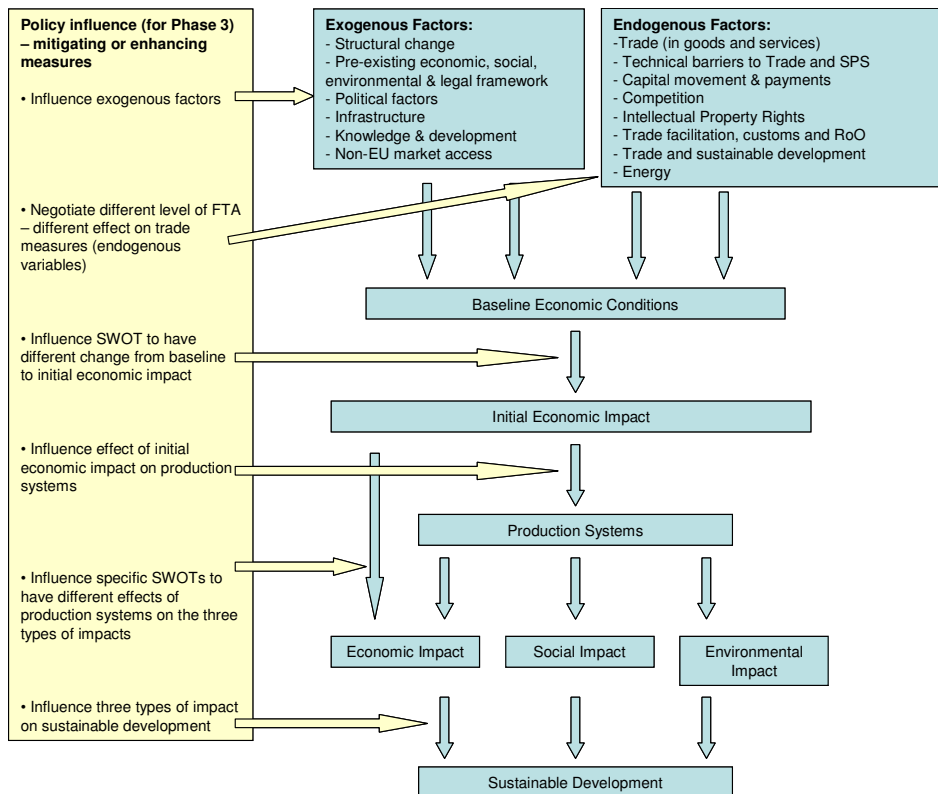 Policy influence (for Phase 3)
– mitigating or enhancing
measures
• Influence exogenous factors
• Negotiate different level of FTA
– different effect on trade
measures (endogenous
variables)
• Influence SWOT to have
different change from baseline
to initial economic impact
• Influence effect of initial
economic impact on production
systems
• Influence specific SWOTs to
have different effects of
production systems on the three
types of impacts
• Influence three types of impact
on sustainable development
Exogenous Factors:
- Structural change
- Pre-existing economic, social,
environmental & legal framework
- Political factors
- Infrastructure
- Knowledge & development
- Non-EU market access
Endogenous Factors:
-Trade (in goods and services)
- Technical barriers to Trade and SPS
- Capital movement & payments
- Competition
- Intellectual Property Rights
- Trade facilitation, customs and RoO
- Trade and sustainable development
- Energy
Baseline Economic Conditions
Initial Economic Impact
Production Systems
Economic Impact
Social Impact
Environmental
Impact
Sustainable Development